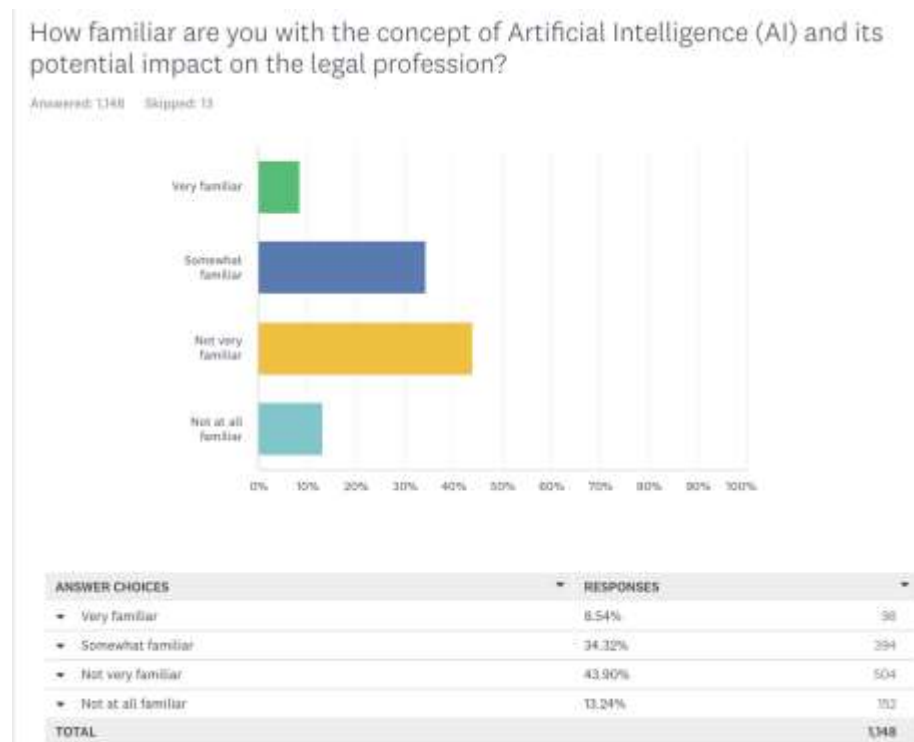 How familiar are you with the concept of Artificial Intelligence (AI) and its
potential impact on the legal profession?
Answered: 1,148 Skipped: 13
Very familiar
Somewhat
familiar
Not very
familiar
Not at all
familiar
0% 10% 20% 30% 40% 50% 60% 70% 80% 90% 100%
ANSWER CHOICES RESPONSES
Very familiar 8.54% 98
Somewhat familiar 34.32% 394
Not very familiar 43.90% 504
Not at all familiar 13.24% 152
TOTAL 1,148